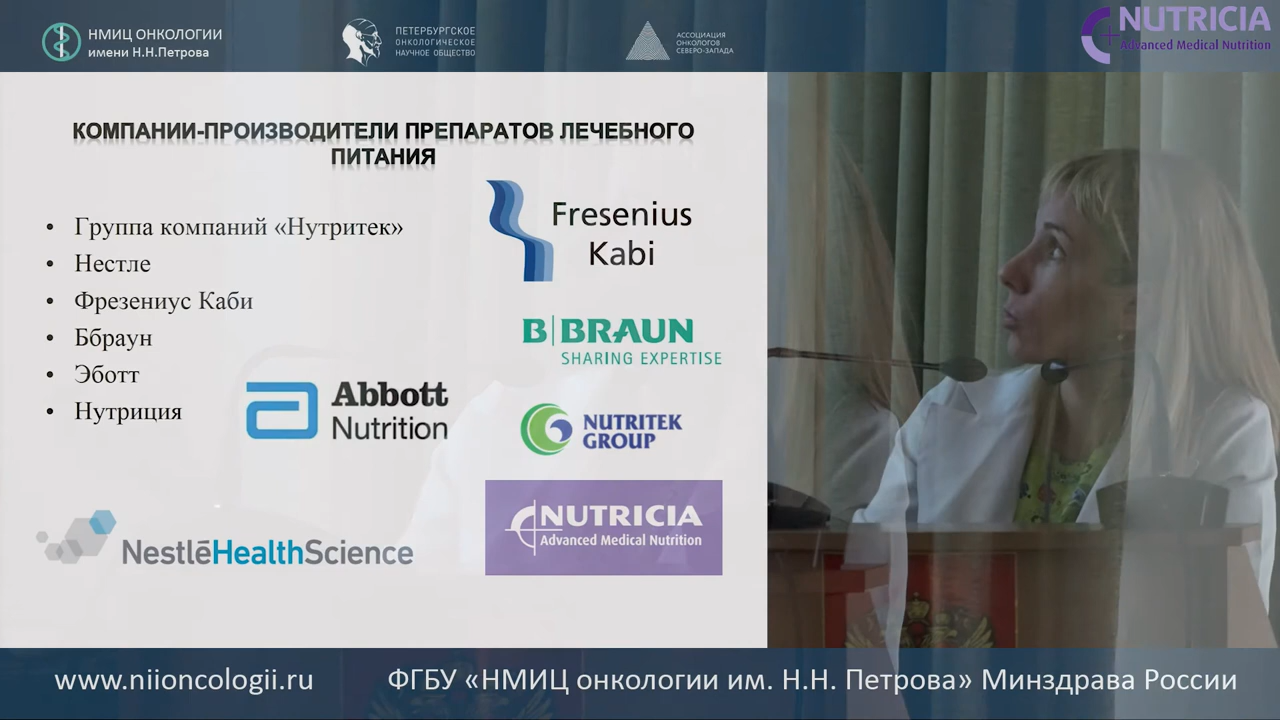 НМИЦ ОНКОЛОГИИ
имени Н.Н.Петрова
ПЕТЕРБУРГСКОЕ
ОНКОЛОГИЧЕСКОЕ
НАУЧНОЕ ОБЩЕСТВО
АССОЦИАЦИЯ
ОНКОЛОГОВ
СЕВЕРО-ЗАПАДА
NUTRICIA
Advanced Medical Nutrition
КОМПАНИИ-ПРОИЗВОДИТЕЛИ ПРЕПАРАТОВ ЛЕЧЕБНОГО
ПИТАНИЯ
• Группа компаний «Нутритек»
• Нестле
• Фрезениус Каби
• Ббраун
• Эботт
• Нутриция
Fresenius
Kabi
B|BRAUN
SHARING EXPERTISE
Abbott
Nutrition
NUTRITEK
GROUP
NUTRICIA
Advanced Medical Nutrition
NestléHealthScience
www.niioncologii.ru
ФГБУ «НМИЦ онкологии им. Н.Н. Петрова» Минздрава России